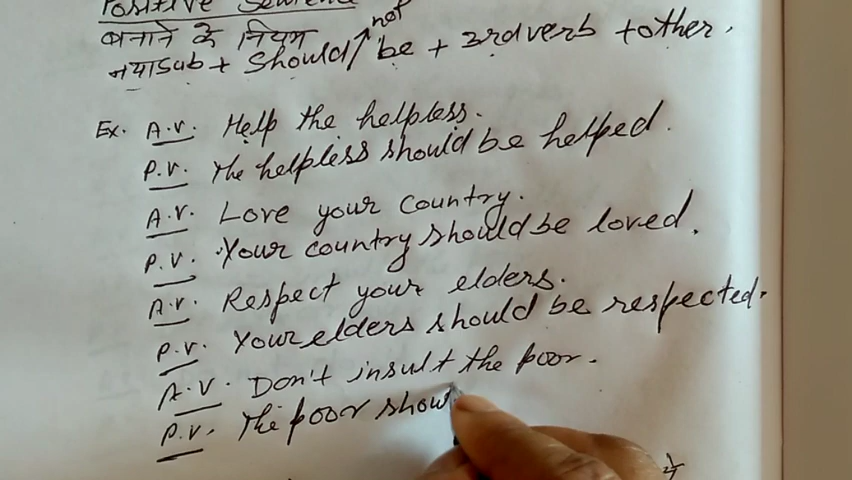 Positive Sentence
बनाने के नियम
नयाsub + Should ↑ not be + 3rd verb + other.
Ex. A.V. Help the helpless.
P.V. The helpless should be helped.
A.V. Love your country.
P.V. Your country should be loved.
A.V. Respect your elders.
P.V. Your elders should be respected.
A.V. Don't insult the poor.
P.V. The poor shou